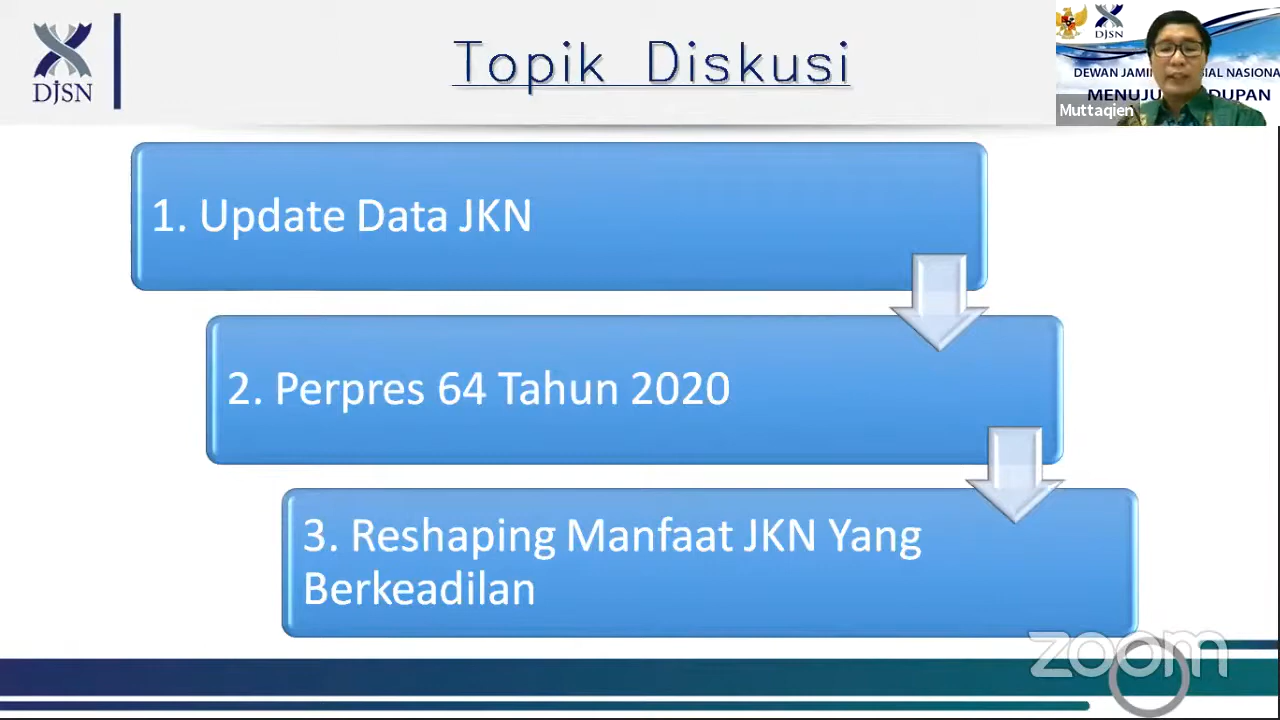 DJSN
Topik Diskusi
DJSN
DEWAN JAMI IAL NASIONA
MENUJU DUPAN
Muttaqien
1. Update Data JKN
2. Perpres 64 Tahun 2020
3. Reshaping Manfaat JKN Yang
Berkeadilan
zoom